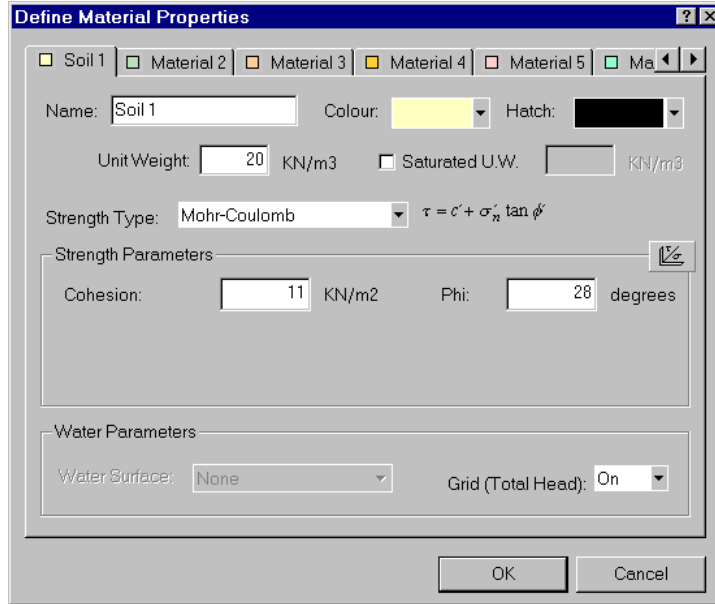 Define Material Properties
Soil 1 Material 2 Material 3 Material 4 Material 5 Ma
Name: Soil 1 Colour: Hatch:
Unit Weight: 20 KN/m3 Saturated U.W. KN/m3
Strength Type: Mohr-Coulomb τ = c′ + σ′n tan ϕ′
Strength Parameters τ/σ
Cohesion: 11 KN/m2 Phi: 28 degrees
Water Parameters
Water Surface: None Grid (Total Head): On
OK Cancel